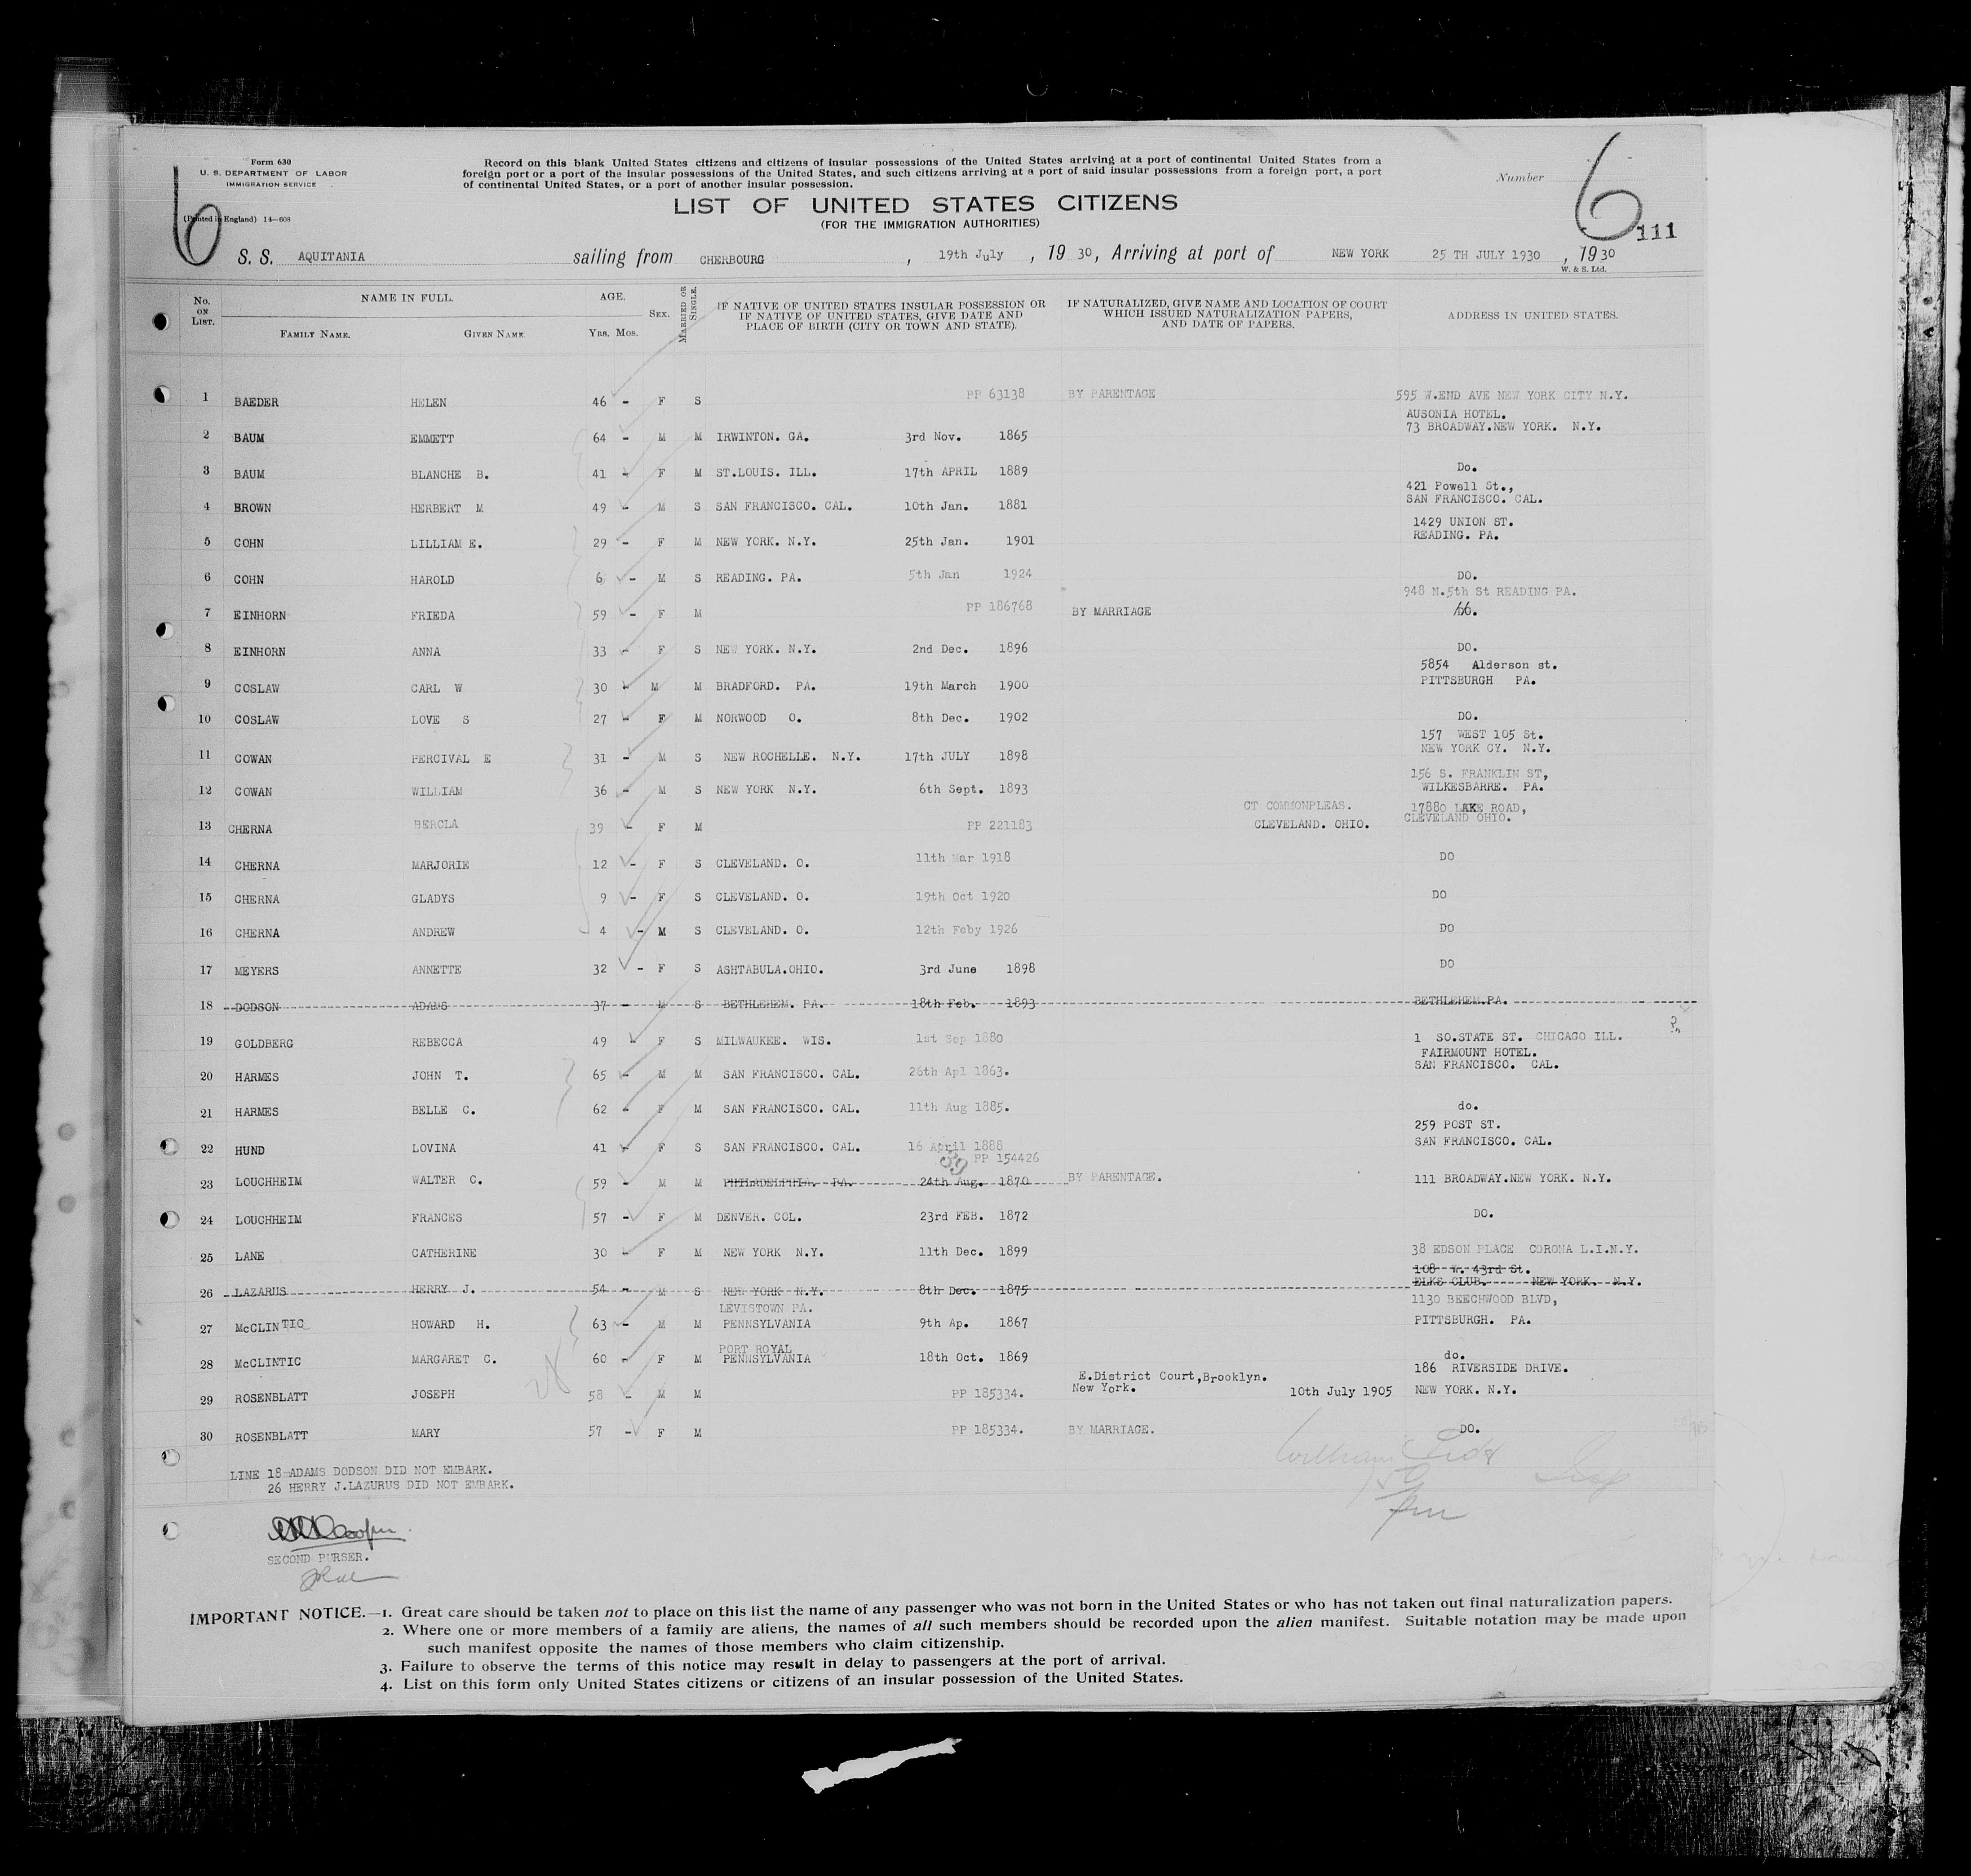 Form 630
U. S. DEPARTMENT OF LABOR
IMMIGRATION SERVICE
(Printed in England) 14—608
6
Record on this blank United States citizens and citizens of insular possessions of the United States arriving at a port of continental United States from a
foreign port or a port of the insular possessions of the United States, and such citizens arriving at a port of said insular possessions from a foreign port, a port
of continental United States, or a port of another insular possession.
Number
6
111
LIST OF UNITED STATES CITIZENS
(FOR THE IMMIGRATION AUTHORITIES)
S. S. AQUITANIA sailing from CHERBOURG , 19th July , 19 30, Arriving at port of NEW YORK 25 TH JULY 1930 , 1930
W. & S. Ltd.
No. ON LIST. NAME IN FULL. FAMILY NAME. GIVEN NAME AGE. YRS. MOS. SEX. MARRIED OR SINGLE. IF NATIVE OF UNITED STATES INSULAR POSSESSION OR IF NATIVE OF UNITED STATES, GIVE DATE AND PLACE OF BIRTH (CITY OR TOWN AND STATE). IF NATURALIZED, GIVE NAME AND LOCATION OF COURT WHICH ISSUED NATURALIZATION PAPERS, AND DATE OF PAPERS. ADDRESS IN UNITED STATES.
1 BAEDER HELEN 46 - F S PP 63138 BY PARENTAGE 595 W.END AVE NEW YORK CITY N.Y.
AUSONIA HOTEL.
2 BAUM EMMETT 64 - M M IRWINTON. GA. 3rd Nov. 1865 73 BROADWAY.NEW YORK. N.Y.
3 BAUM BLANCHE B. 41 - F M ST.LOUIS. ILL. 17th APRIL 1889 Do.
421 Powell St.,
4 BROWN HERBERT M 49 - M S SAN FRANCISCO. CAL. 10th Jan. 1881 SAN FRANCISCO. CAL.
1429 UNION ST.
5 COHN LILLIAM E. 29 - F M NEW YORK. N.Y. 25th Jan. 1901 READING. PA.
6 COHN HAROLD 6 - M S READING. PA. 5th Jan 1924 DO.
948 N.5th St READING PA.
7 EINHORN FRIEDA 59 - F M PP 186768 BY MARRIAGE
8 EINHORN ANNA 33 - F S NEW YORK. N.Y. 2nd Dec. 1896 DO.
5854 Alderson st.
9 COSLAW CARL W 30 - M M BRADFORD. PA. 19th March 1900 PITTSBURGH PA.
10 COSLAW LOVE S 27 - F M NORWOOD O. 8th Dec. 1902 DO.
157 WEST 105 St.
11 COWAN PERCIVAL E 31 - M S NEW ROCHELLE. N.Y. 17th JULY 1898 NEW YORK CY. N.Y.
156 S. FRANKLIN ST,
12 COWAN WILLIAM 36 - M S NEW YORK N.Y. 6th Sept. 1893 WILKESBARRE. PA.
CT COMMONPLEAS. 17880 LAKE ROAD,
13 CHERNA BERCLA 39 - F M PP 221183 CLEVELAND. OHIO. CLEVELAND OHIO.
14 CHERNA MARJORIE 12 - F S CLEVELAND. O. 11th Mar 1918 DO
15 CHERNA GLADYS 9 - F S CLEVELAND. O. 19th Oct 1920 DO
16 CHERNA ANDREW 4 - M S CLEVELAND. O. 12th Feby 1926 DO
17 MEYERS ANNETTE 32 - F S ASHTABULA.OHIO. 3rd June 1898 DO
18 DODSON ADAMS 37 - M S BETHLEHEM. PA. 18th Feb. 1893 BETHLEHEM.PA.
19 GOLDBERG REBECCA 49 - F S MILWAUKEE. WIS. 1st Sep 1880 1 SO.STATE ST. CHICAGO ILL.
FAIRMOUNT HOTEL.
20 HARMES JOHN T. 65 - M M SAN FRANCISCO. CAL. 26th Apl 1863. SAN FRANCISCO. CAL.
21 HARMES BELLE C. 62 - F M SAN FRANCISCO. CAL. 11th Aug 1885. do.
259 POST ST.
22 HUND LOVINA 41 - F S SAN FRANCISCO. CAL. 16 April 1888 SAN FRANCISCO. CAL.
39 PP 154426
23 LOUCHHEIM WALTER C. 59 - M M PHILADELPHIA. PA. 24th Aug. 1870 BY PARENTAGE. 111 BROADWAY.NEW YORK. N.Y.
24 LOUCHHEIM FRANCES 57 - F M DENVER. COL. 23rd FEB. 1872 DO.
25 LANE CATHERINE 30 - F M NEW YORK N.Y. 11th Dec. 1899 38 EDSON PLACE CORONA L.I.N.Y.
108 W. 43rd St.
ELKS CLUB. NEW YORK. N.Y.
26 LAZARUS HERRY J. 54 - M S NEW YORK N.Y. 8th Dec. 1875
LEVISTOWN PA. 1130 BEECHWOOD BLVD,
27 McCLINTIC HOWARD H. 63 - M M PENNSYLVANIA 9th Ap. 1867 PITTSBURGH. PA.
PORT ROYAL
28 McCLINTIC MARGARET C. 60 - F M PENNSYLVANIA 18th Oct. 1869 do.
E.District Court,Brooklyn. 186 RIVERSIDE DRIVE.
29 ROSENBLATT JOSEPH 58 - M M PP 185334. New York. 10th July 1905 NEW YORK. N.Y.
30 ROSENBLATT MARY 57 - F M PP 185334. BY MARRIAGE. DO.
LINE 18 ADAMS DODSON DID NOT EMBARK.
26 HERRY J.LAZURUS DID NOT EMBARK.
SECOND PURSER.
IMPORTANT NOTICE.—1. Great care should be taken not to place on this list the name of any passenger who was not born in the United States or who has not taken out final naturalization papers.
2. Where one or more members of a family are aliens, the names of all such members should be recorded upon the alien manifest. Suitable notation may be made upon
such manifest opposite the names of those members who claim citizenship.
3. Failure to observe the terms of this notice may result in delay to passengers at the port of arrival.
4. List on this form only United States citizens or citizens of an insular possession of the United States.